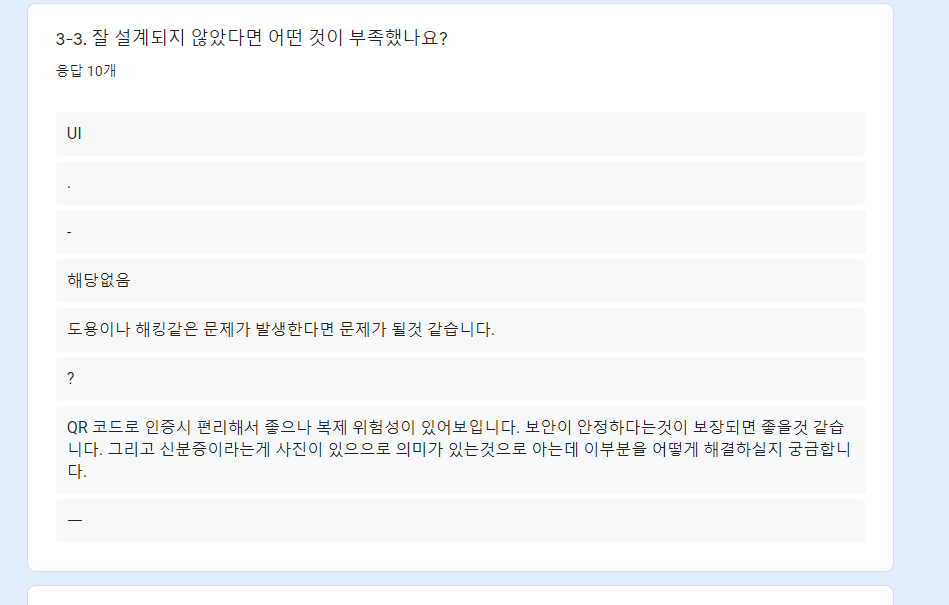 3-3. 잘 설계되지 않았다면 어떤 것이 부족했나요?
응답 10개
UI
.
-
해당없음
도용이나 해킹같은 문제가 발생한다면 문제가 될것 같습니다.
?
QR 코드로 인증시 편리해서 좋으나 복제 위험성이 있어보입니다. 보안이 안정하다는것이 보장되면 좋을것 같습
니다. 그리고 신분증이라는게 사진이 있으으로 의미가 있는것으로 아는데 이부분을 어떻게 해결하실지 궁금합니
다.
ㅡ